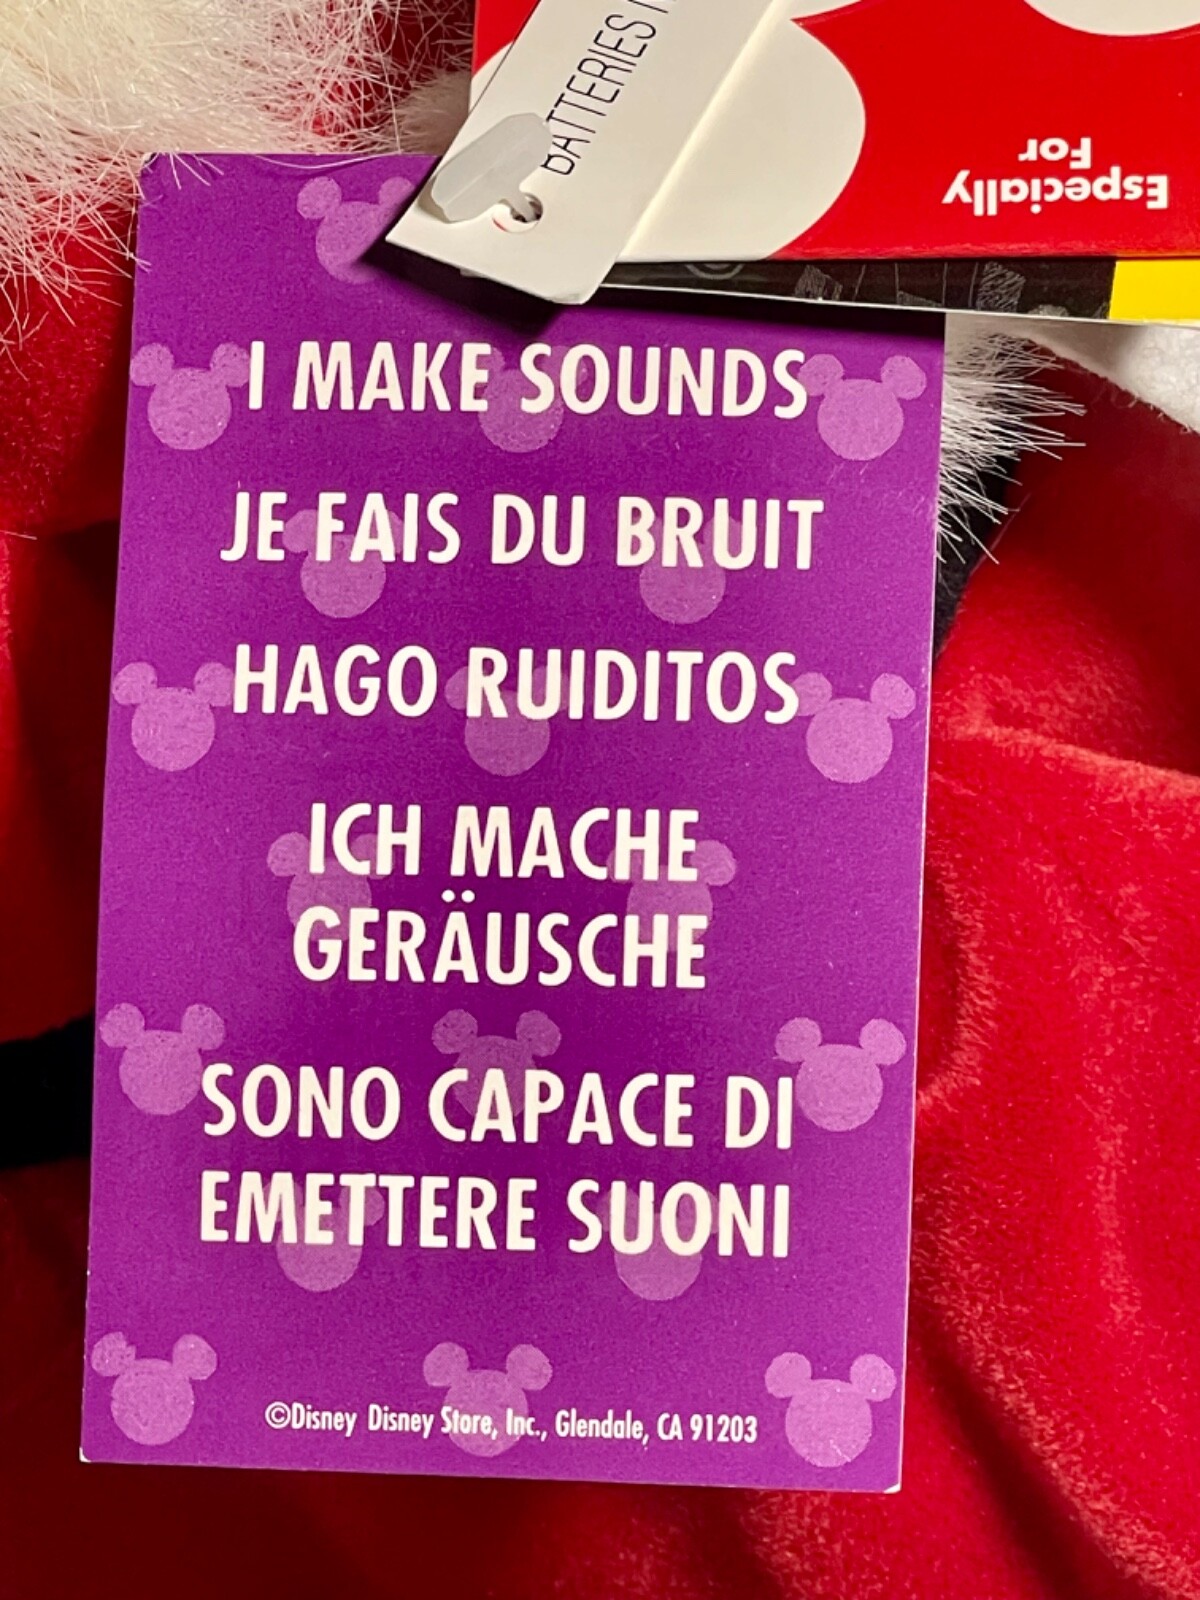 BATTERIES
Especially
For
I MAKE SOUNDS
JE FAIS DU BRUIT
HAGO RUIDITOS
ICH MACHE
GERÄUSCHE
SONO CAPACE DI
EMETTERE SUONI
©Disney Disney Store, Inc., Glendale, CA 91203